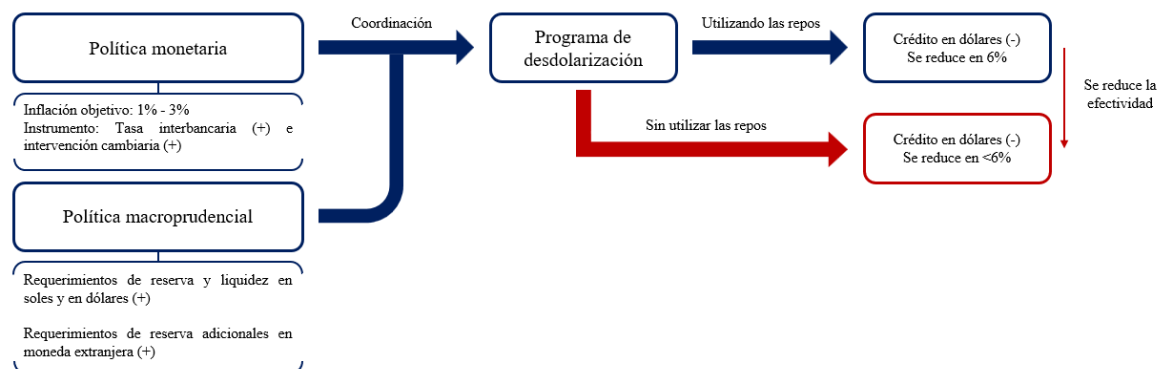 Política monetaria
Inflación objetivo: 1% - 3%
Instrumento: Tasa interbancaria (+) e
intervención cambiaria (+)
Política macroprudencial
Requerimientos de reserva y liquidez en
soles y en dólares (+)
Requerimientos de reserva adicionales en
moneda extranjera (+)
Coordinación
Programa de
desdolarización
Utilizando las repos
Sin utilizar las repos
Crédito en dólares (-)
Se reduce en 6%
Crédito en dólares (-)
Se reduce en <6%
Se reduce la
efectividad